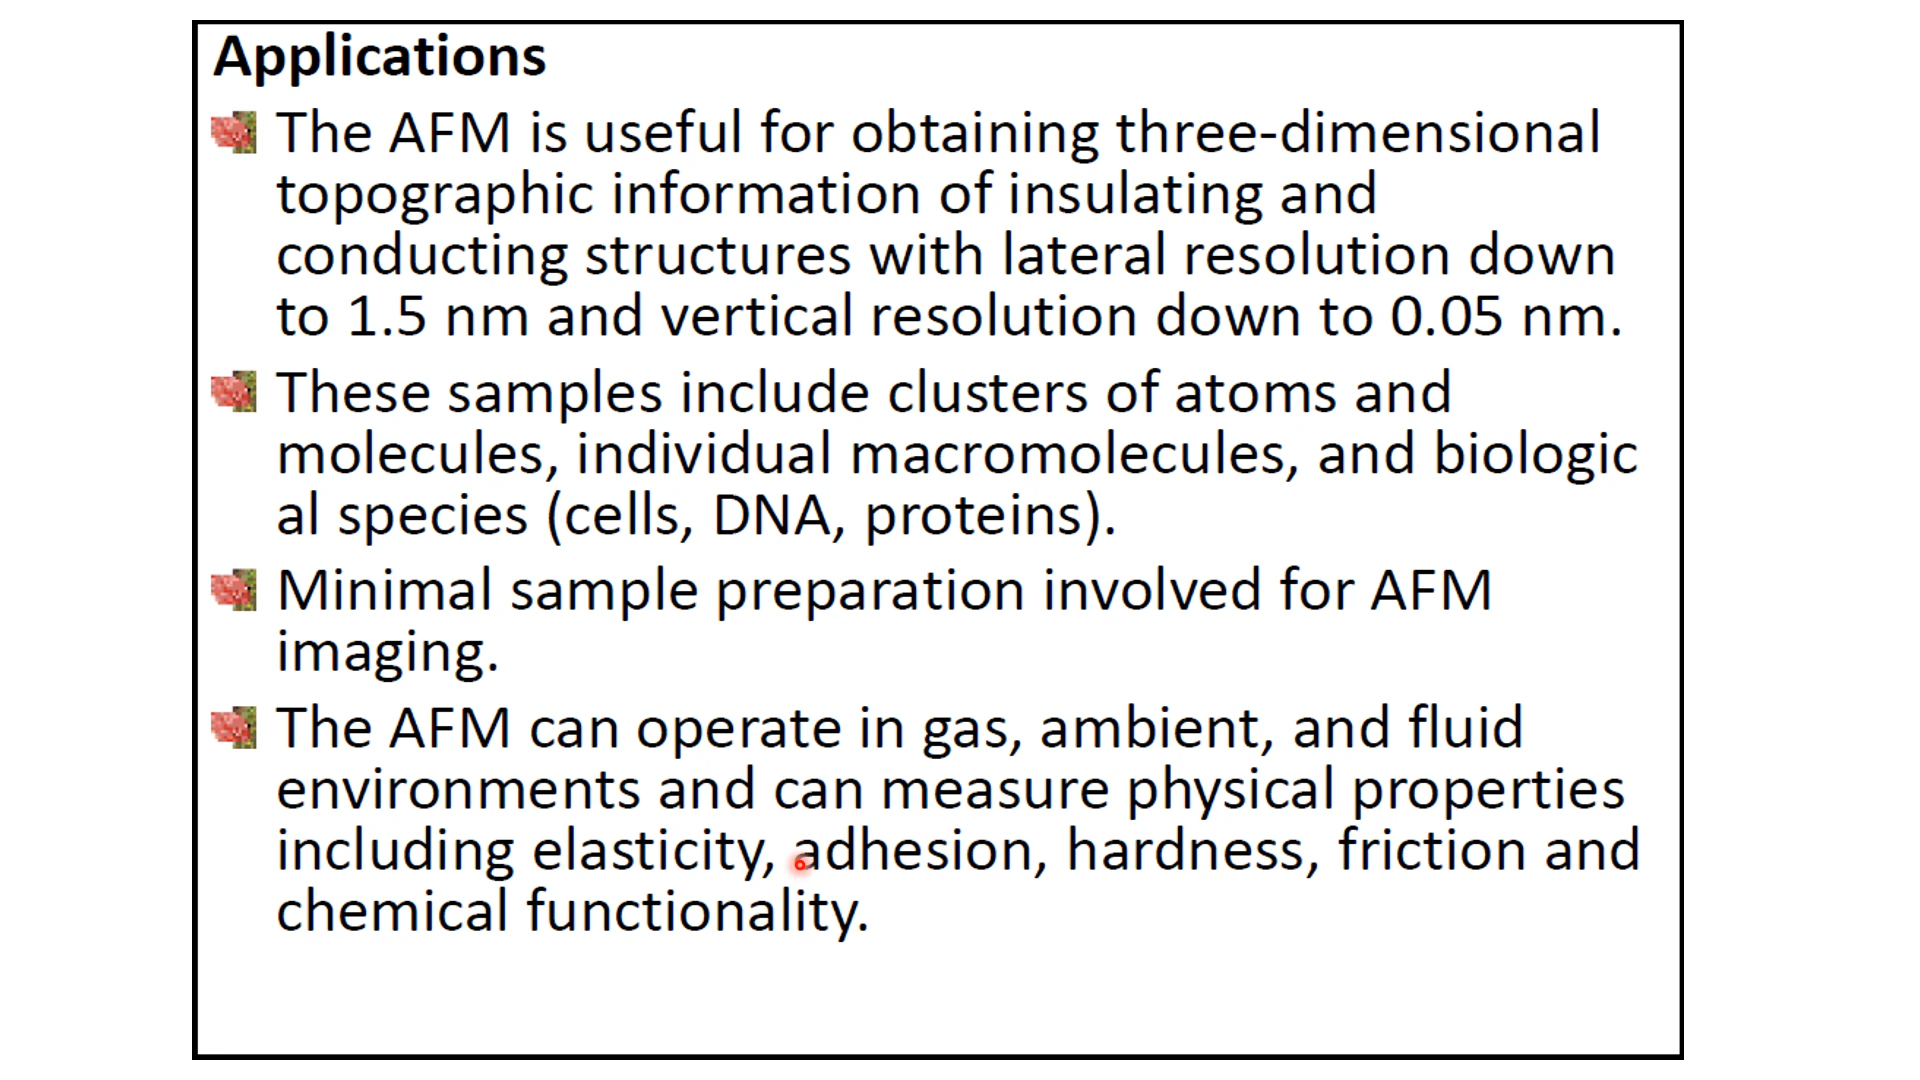 Applications
The AFM is useful for obtaining three-dimensional
topographic information of insulating and
conducting structures with lateral resolution down
to 1.5 nm and vertical resolution down to 0.05 nm.
These samples include clusters of atoms and
molecules, individual macromolecules, and biologic
al species (cells, DNA, proteins).
Minimal sample preparation involved for AFM
imaging.
The AFM can operate in gas, ambient, and fluid
environments and can measure physical properties
including elasticity, adhesion, hardness, friction and
chemical functionality.